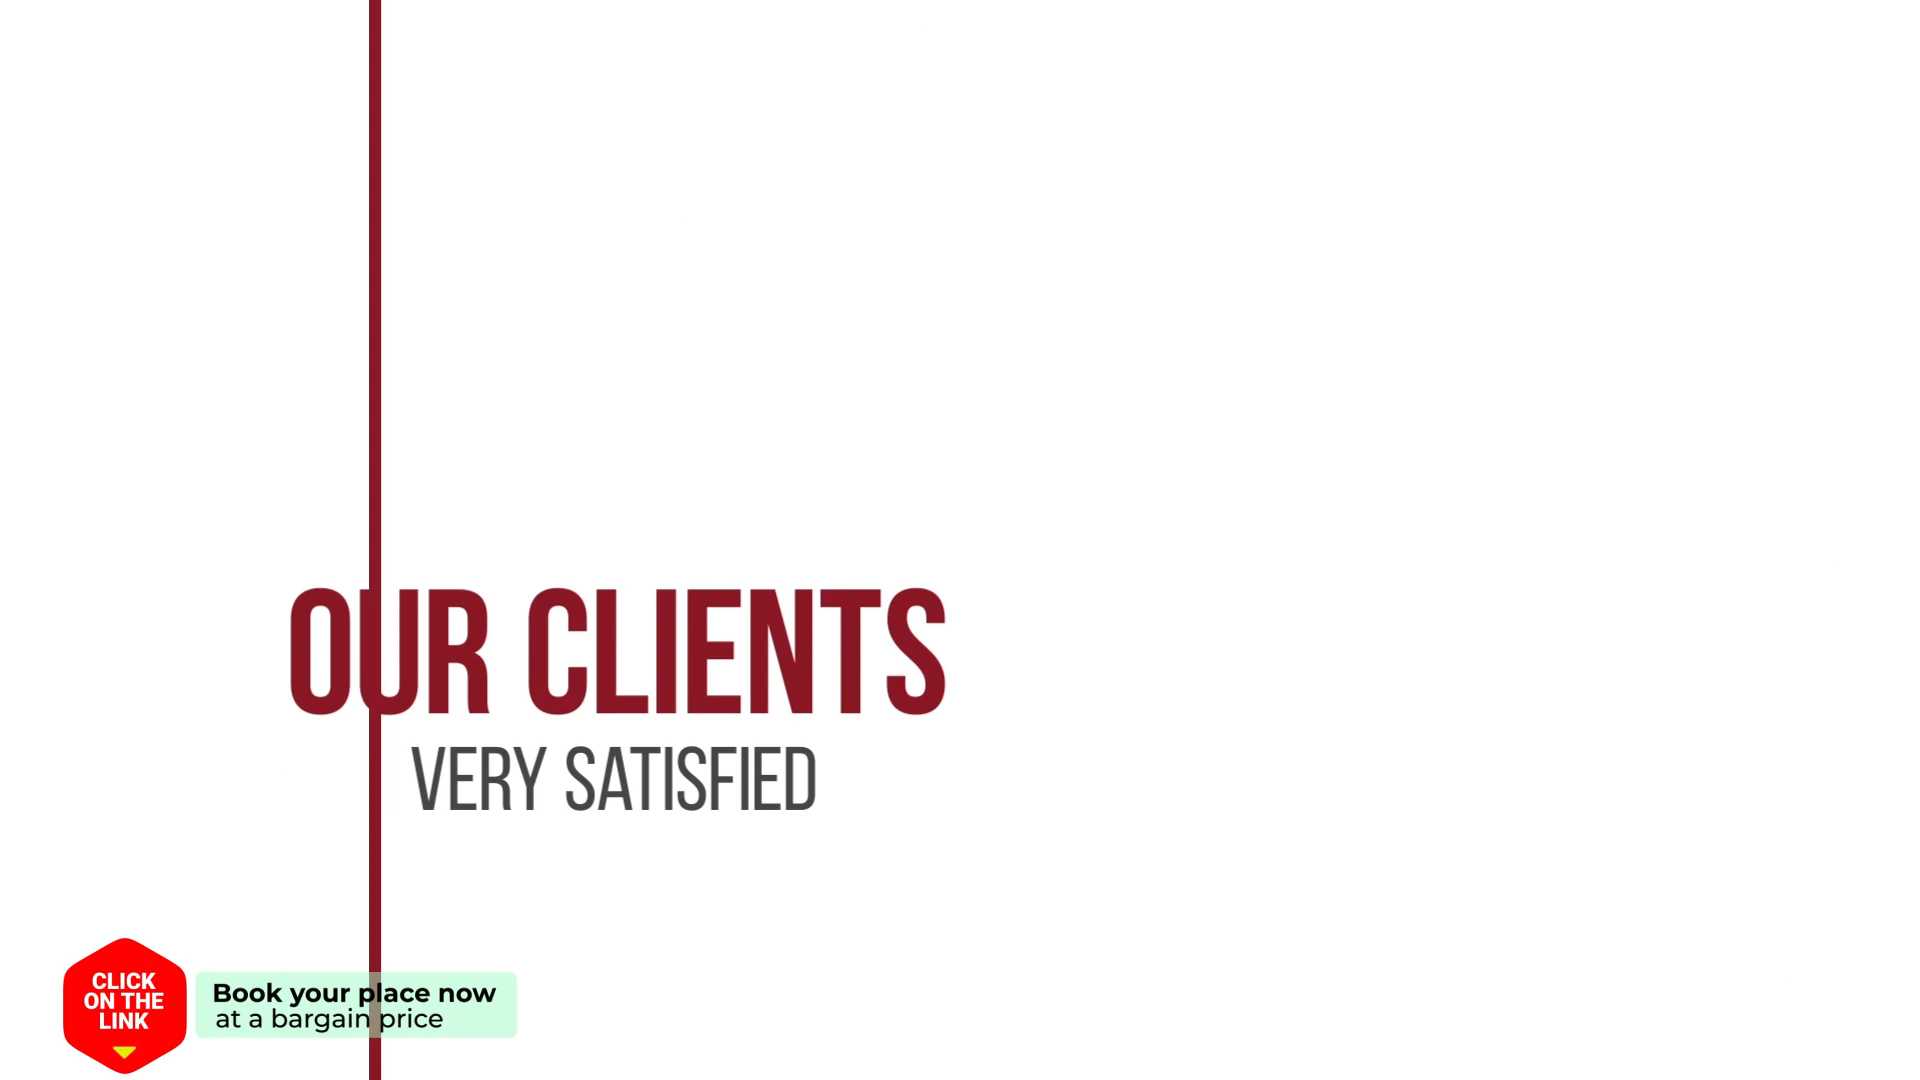 OUR CLIENTS
VERY SATISFIED
CLICK
ON THE
LINK
Book your place now
at a bargain price